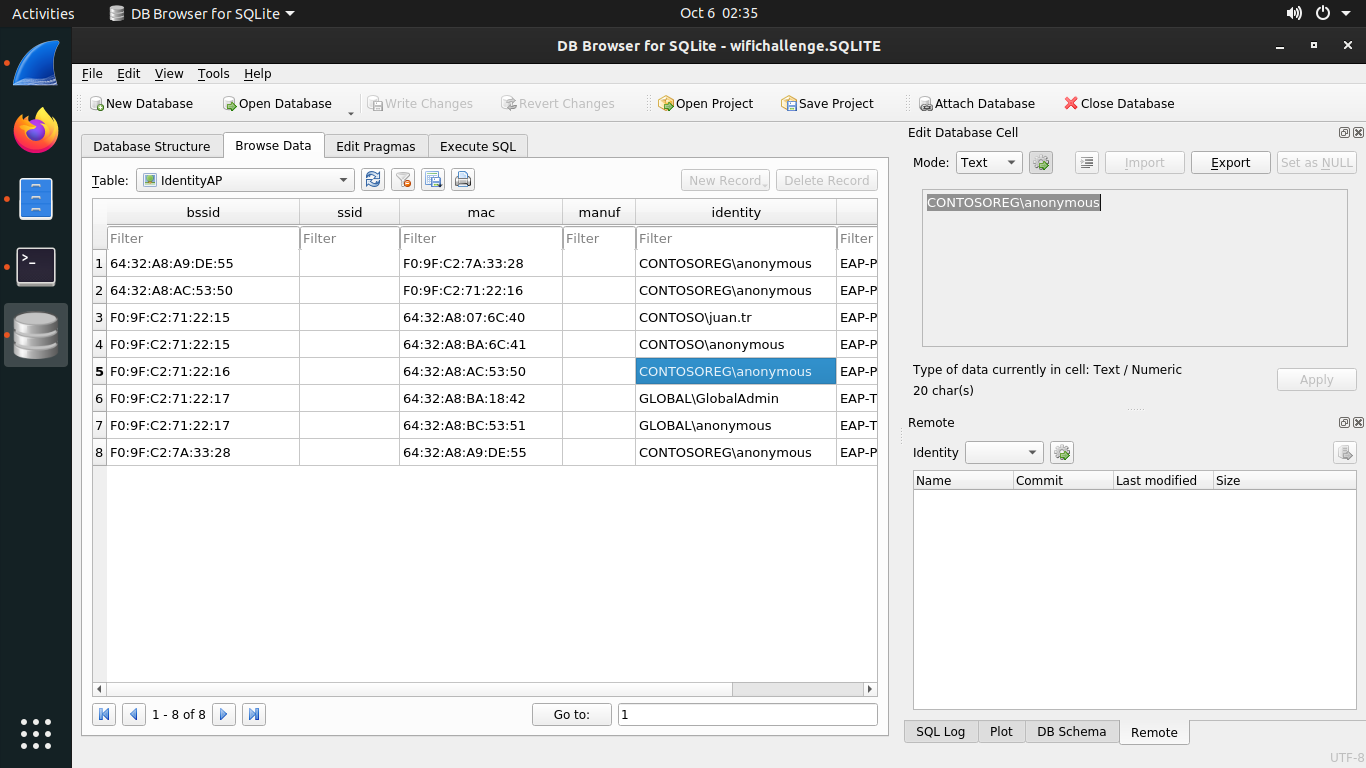 Activities DB Browser for SQLite Oct 6 02:35
DB Browser for SQLite - wifichallenge.SQLITE
File Edit View Tools Help
New Database Open Database Write Changes Revert Changes Open Project Save Project Attach Database Close Database
Database Structure Browse Data Edit Pragmas Execute SQL
Table: IdentityAP New Record Delete Record
bssid ssid mac manuf identity
Filter Filter Filter Filter Filter Filter
1 64:32:A8:A9:DE:55 F0:9F:C2:7A:33:28 CONTOSOREG\anonymous EAP-P
2 64:32:A8:AC:53:50 F0:9F:C2:71:22:16 CONTOSOREG\anonymous EAP-P
3 F0:9F:C2:71:22:15 64:32:A8:07:6C:40 CONTOSO\juan.tr EAP-P
4 F0:9F:C2:71:22:15 64:32:A8:BA:6C:41 CONTOSO\anonymous EAP-P
5 F0:9F:C2:71:22:16 64:32:A8:AC:53:50 CONTOSOREG\anonymous EAP-P
6 F0:9F:C2:71:22:17 64:32:A8:BA:18:42 GLOBAL\GlobalAdmin EAP-T
7 F0:9F:C2:71:22:17 64:32:A8:BC:53:51 GLOBAL\anonymous EAP-T
8 F0:9F:C2:7A:33:28 64:32:A8:A9:DE:55 CONTOSOREG\anonymous EAP-P
1 - 8 of 8 Go to: 1
Edit Database Cell
Mode: Text Import Export Set as NULL
CONTOSOREG\anonymous
Type of data currently in cell: Text / Numeric
20 char(s)
Apply
Remote
Identity
Name Commit Last modified Size
SQL Log Plot DB Schema Remote
UTF-8